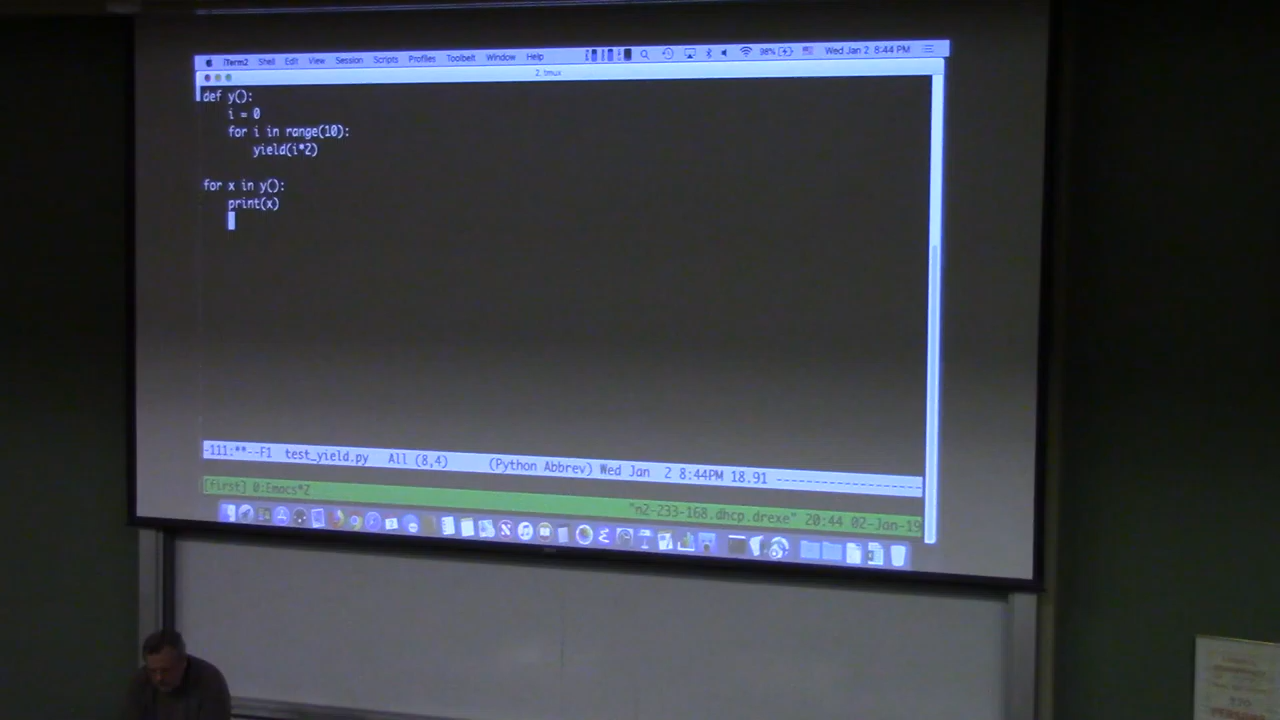 iTerm2 Shell Edit View Session Scripts Profiles Toolbelt Window Help 98% Wed Jan 2 8:44 PM
2. tmux
def y():
    i = 0
    for i in range(10):
        yield(i*2)
for x in y():
    print(x)
-111:**--F1 test_yield.py All (8,4) (Python Abbrev) Wed Jan 2 8:44PM 18.91 --------------------
[first] 0:Emacs*Z "n2-233-168.dhcp.drexe" 20:44 02-Jan-19